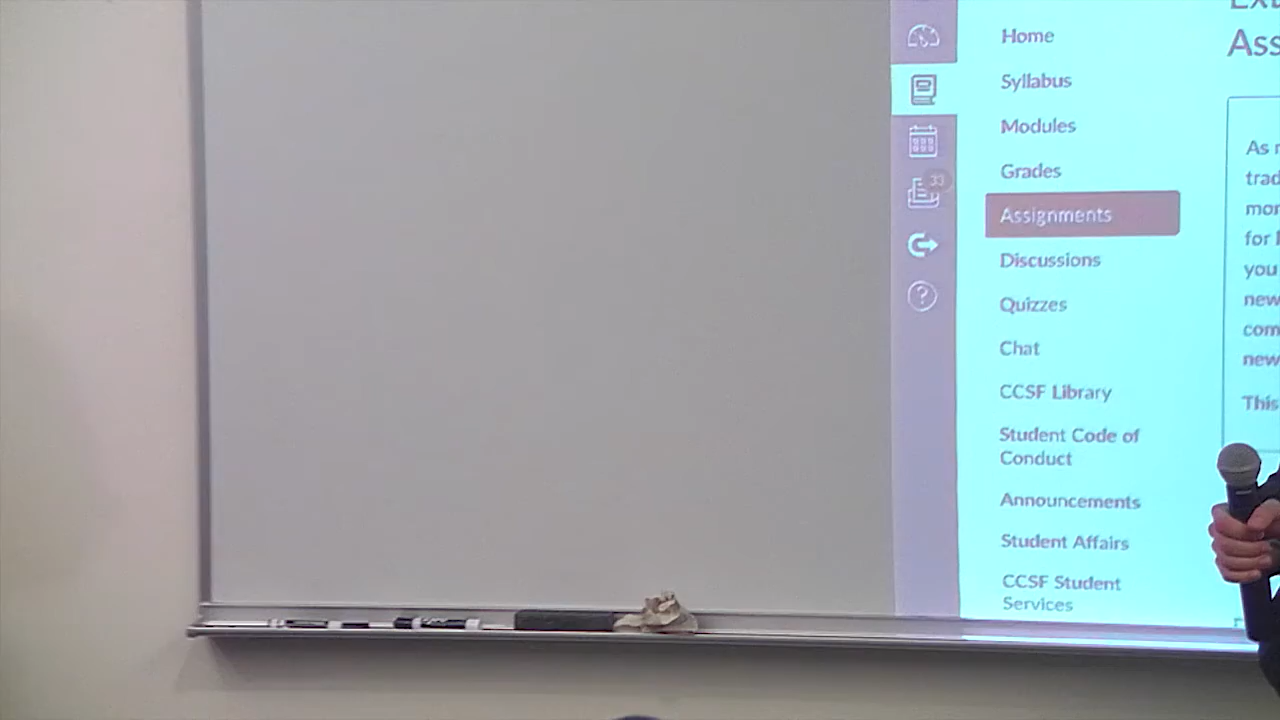 Home
Syllabus
Modules
Grades
33
Assignments
Discussions
Quizzes
Chat
CCSF Library
Student Code of
Conduct
Announcements
Student Affairs
CCSF Student
Services
Ass
As
trad
for
you
new
com
new
This